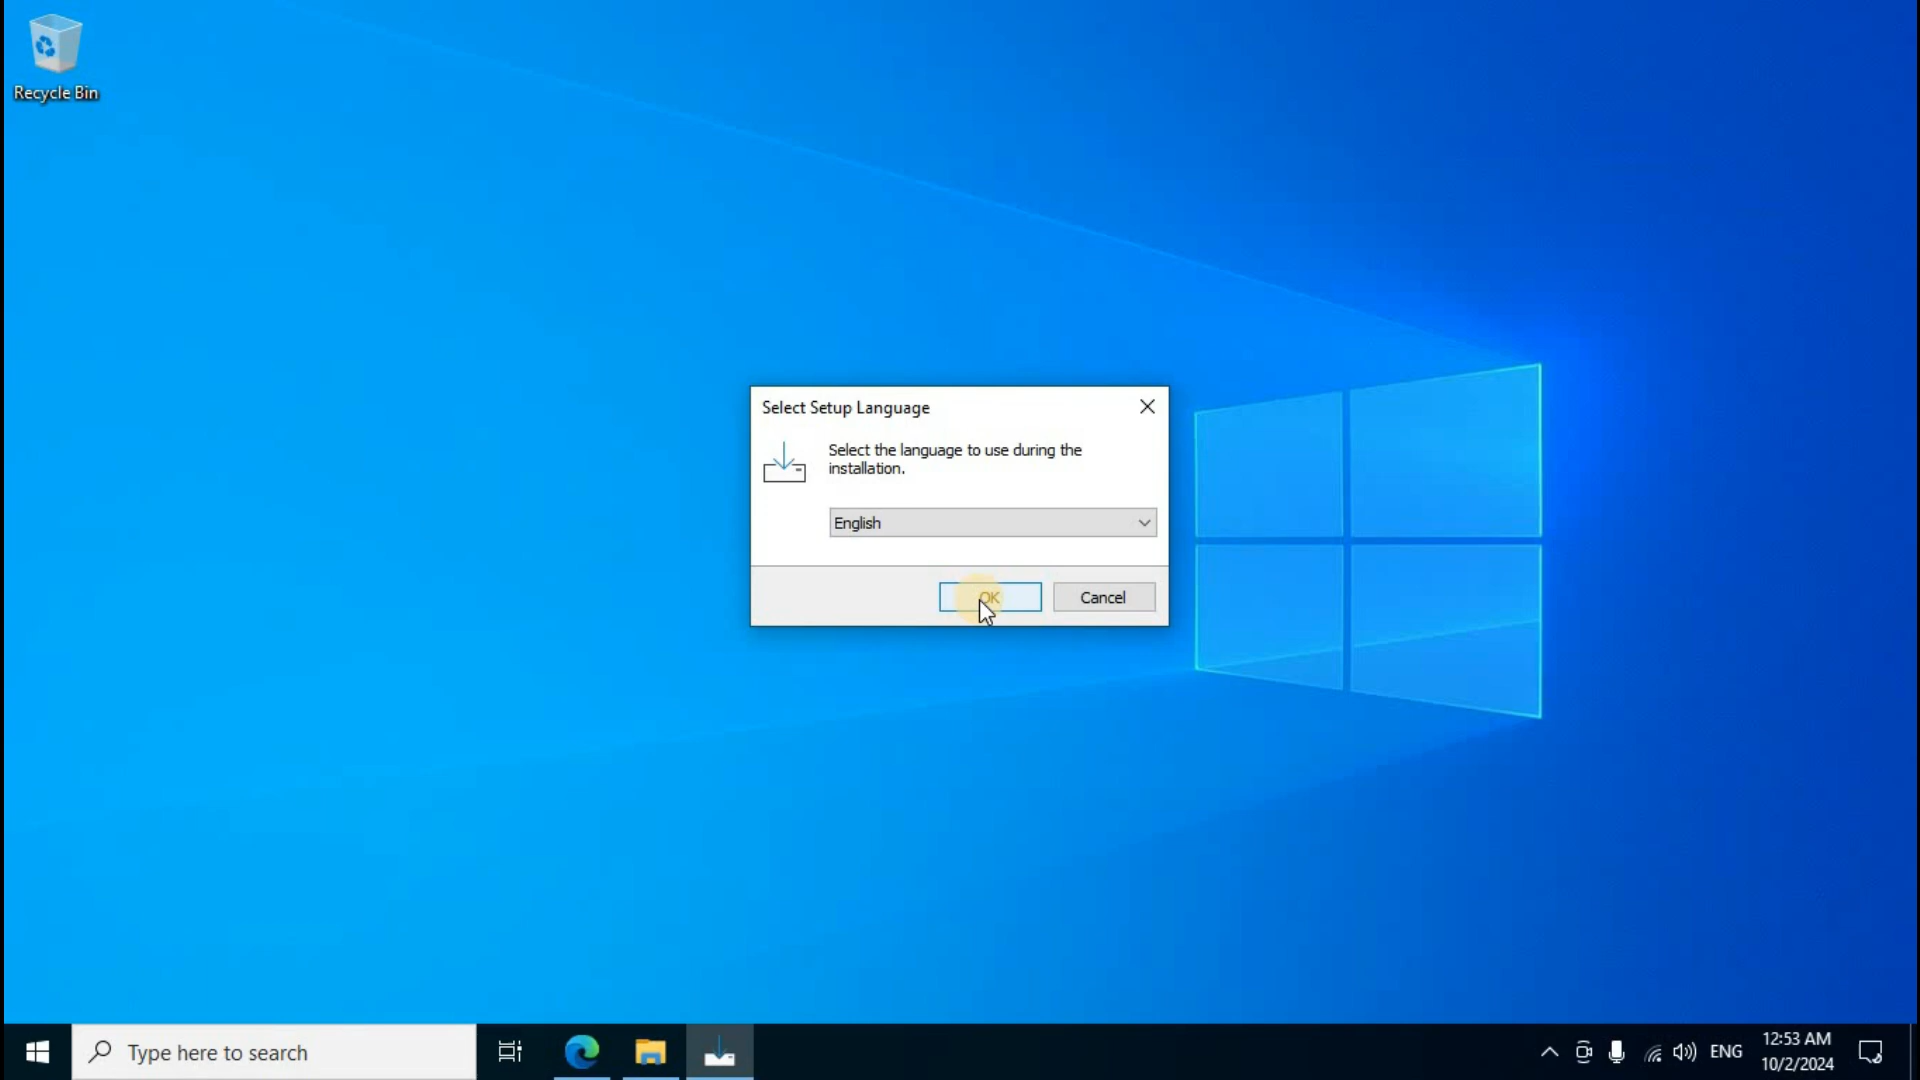 Recycle Bin
Select Setup Language
Select the language to use during the
installation.
English
OK
Cancel
Type here to search
ENG
12:53 AM
10/2/2024